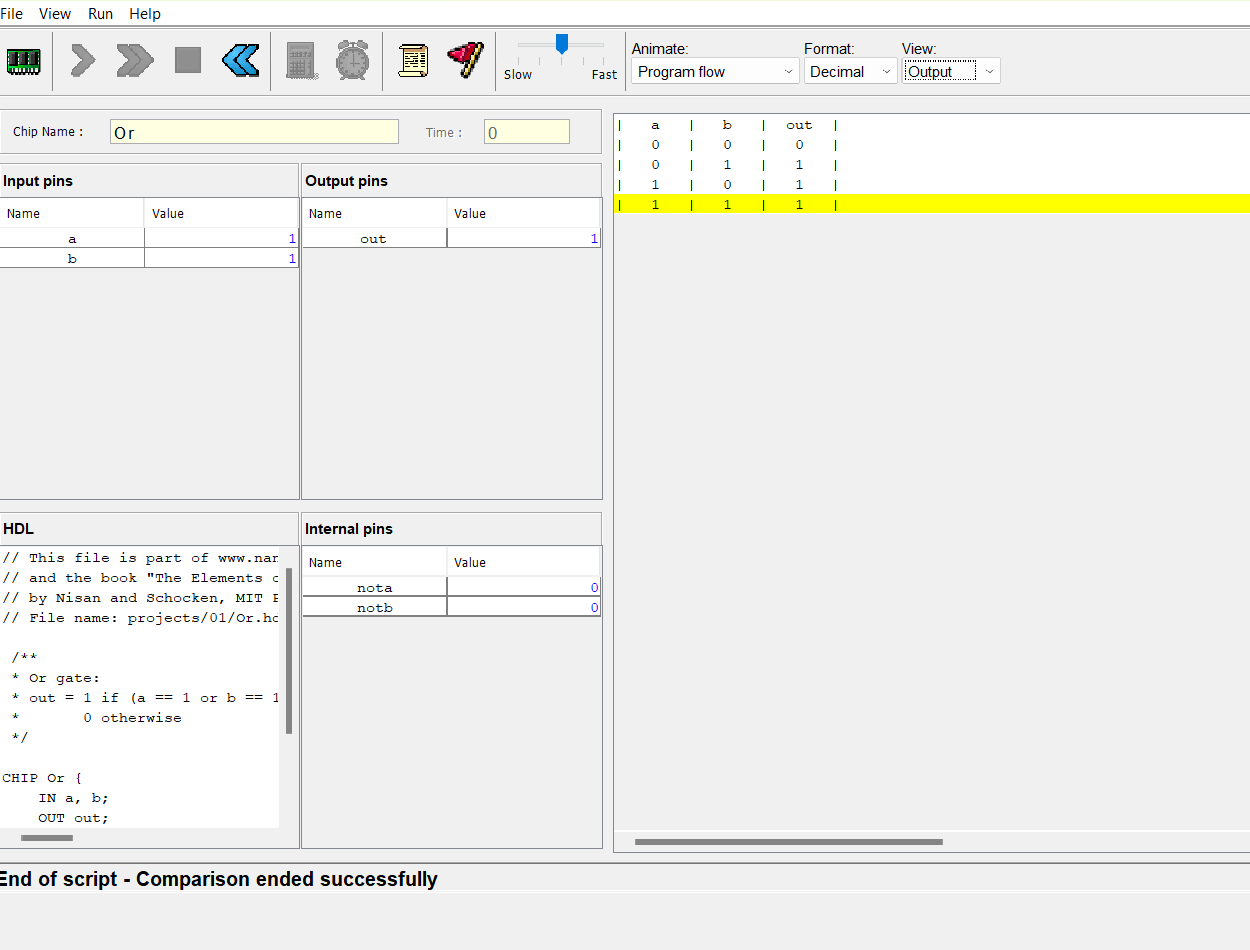 File View Run Help
Animate: Format: View:
Slow Fast Program flow Decimal Output
Chip Name : Or Time : 0
Input pins
Name Value
a 1
b 1
Output pins
Name Value
out 1
| a | b | out |
| 0 | 0 | 0 |
| 0 | 1 | 1 |
| 1 | 0 | 1 |
| 1 | 1 | 1 |
HDL
// This file is part of www.nan
// and the book "The Elements o
// by Nisan and Schocken, MIT P
// File name: projects/01/Or.hd
/**
* Or gate:
* out = 1 if (a == 1 or b == 1
* 0 otherwise
*/
CHIP Or {
IN a, b;
OUT out;
Internal pins
Name Value
nota 0
notb 0
End of script - Comparison ended successfully